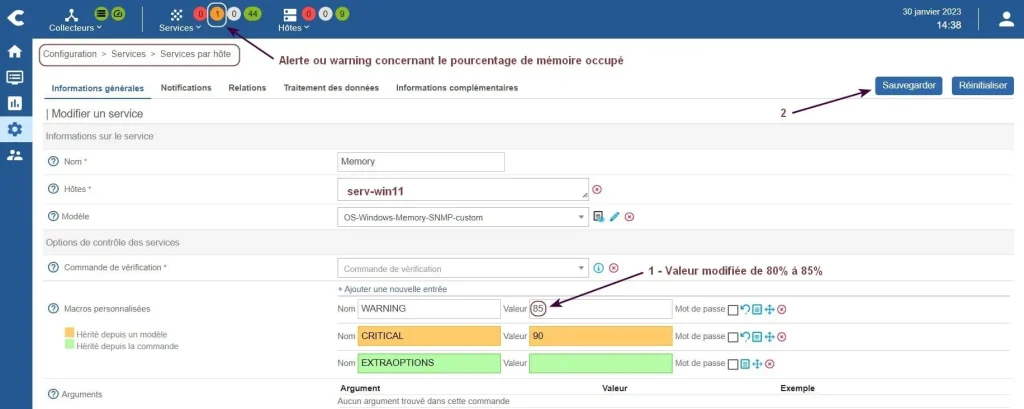 Collecteurs
Services
0 1 0 44
Hôtes
0 0 9
30 janvier 2023
14:38
Configuration > Services > Services par hôte
Alerte ou warning concernant le pourcentage de mémoire occupé
Informations générales Notifications Relations Traitement des données Informations complémentaires
Sauvegarder Réinitialiser
2
| Modifier un service
Informations sur le service
Nom * Memory
Hôtes * serv-win11
Modèle OS-Windows-Memory-SNMP-custom
Options de contrôle des services
Commande de vérification * Commande de vérification
1 - Valeur modifiée de 80% à 85%
+ Ajouter une nouvelle entrée
Macros personnalisées Nom WARNING Valeur 85 Mot de passe
Hérité depuis un modèle Nom CRITICAL Valeur 90 Mot de passe
Hérité depuis la commande
Nom EXTRAOPTIONS Valeur Mot de passe
Argument Valeur Exemple
Arguments Aucun argument trouvé dans cette commande